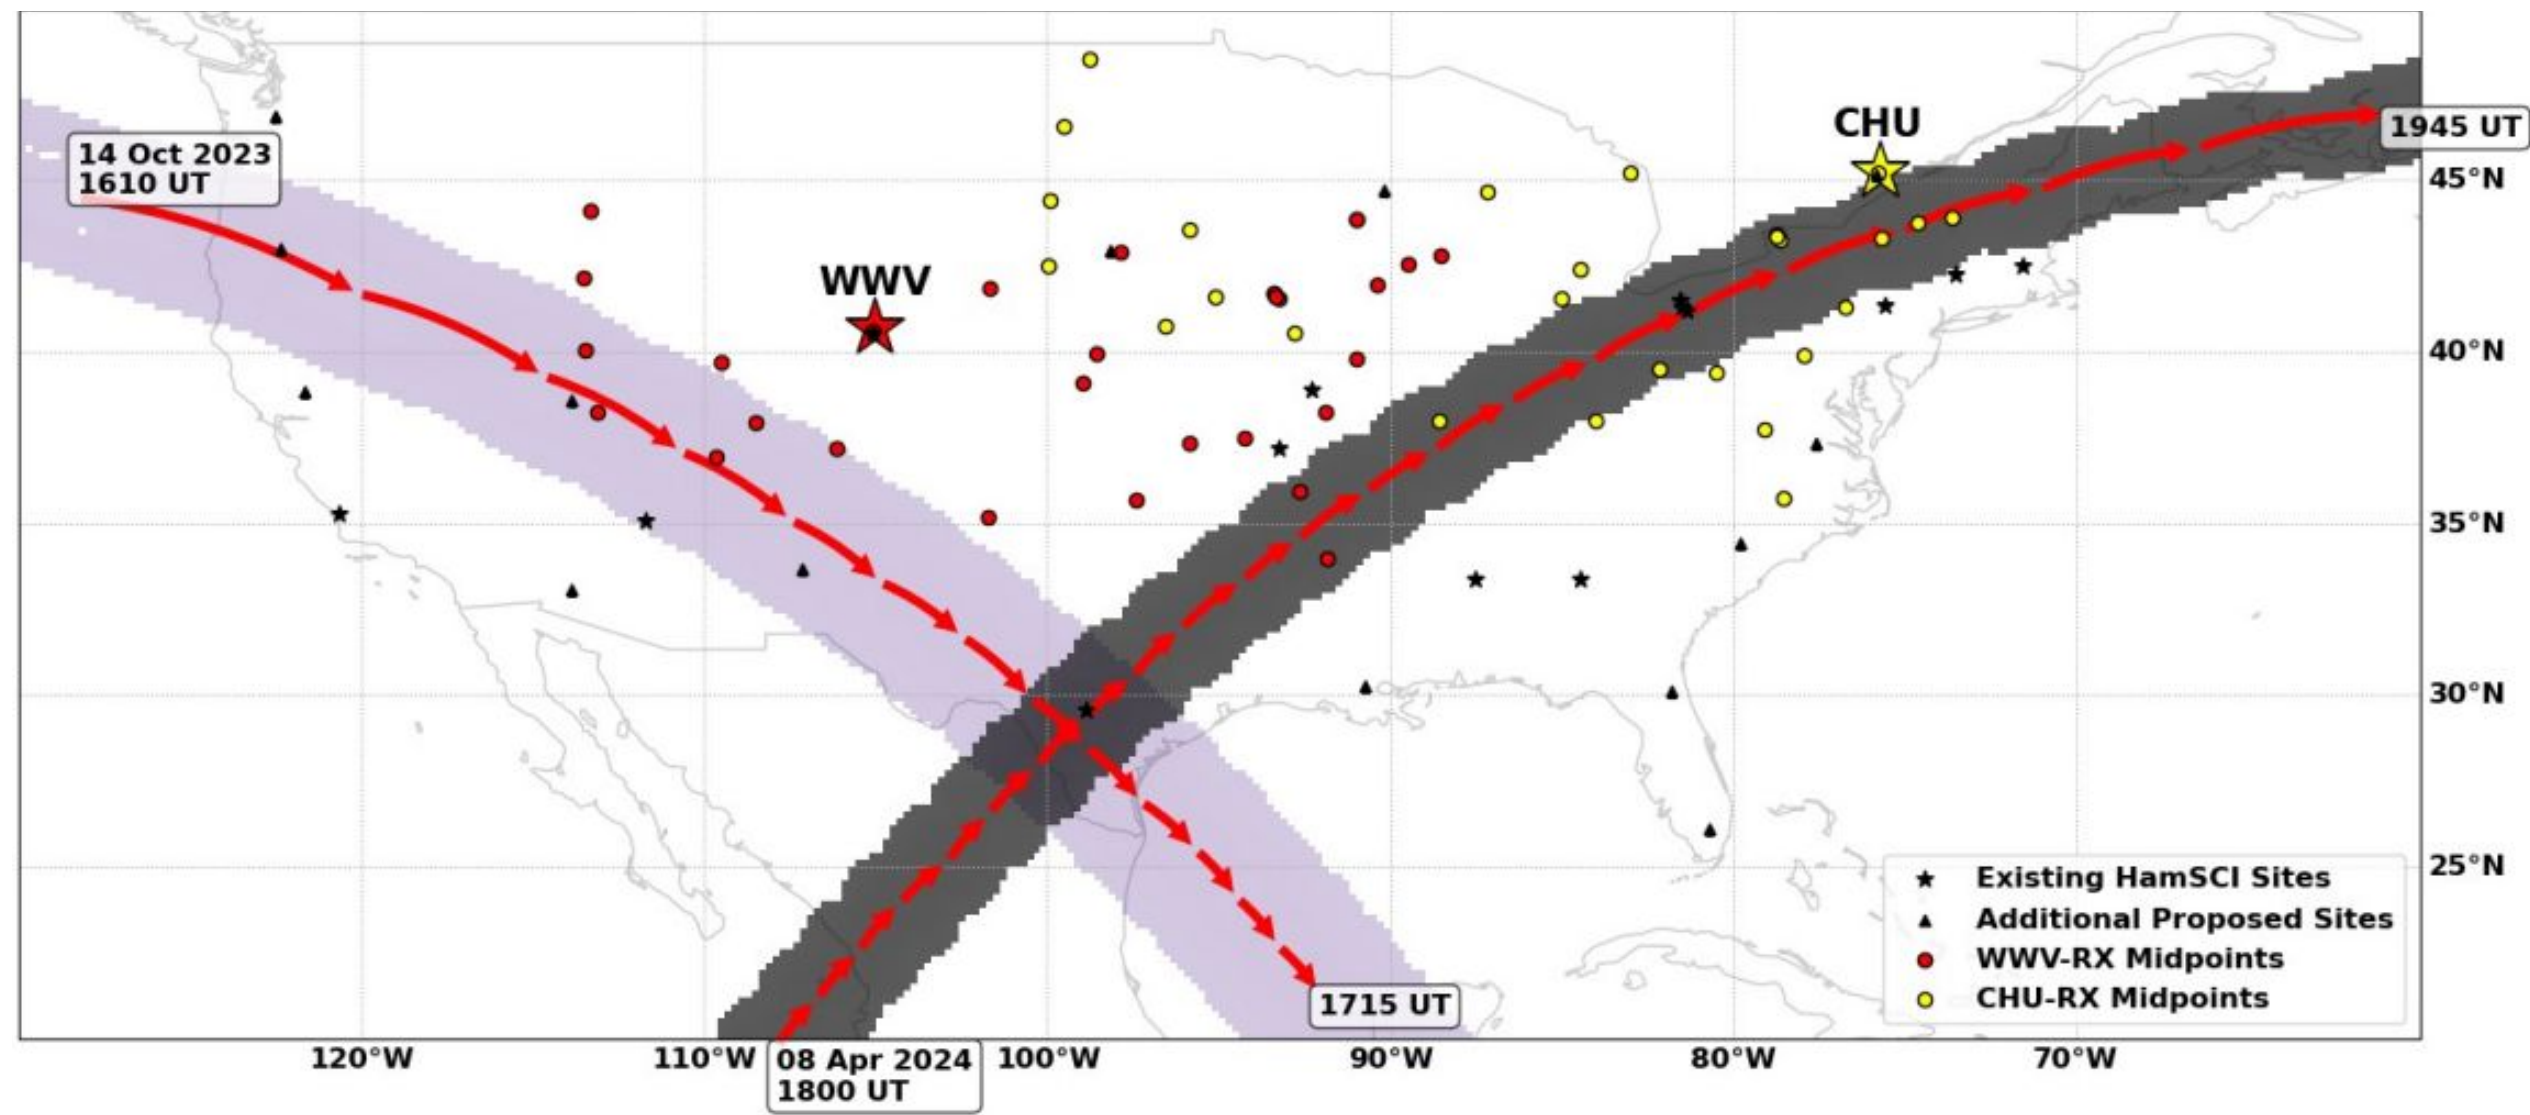 CHU
1945 UT
14 Oct 2023
1610 UT
45°N
WWV
40°N
35°N
30°N
25°N
Existing HamSCI Sites
Additional Proposed Sites
WWV-RX Midpoints
CHU-RX Midpoints
1715 UT
120°W
110°W
100°W
90°W
80°W
70°W
08 Apr 2024
1800 UT